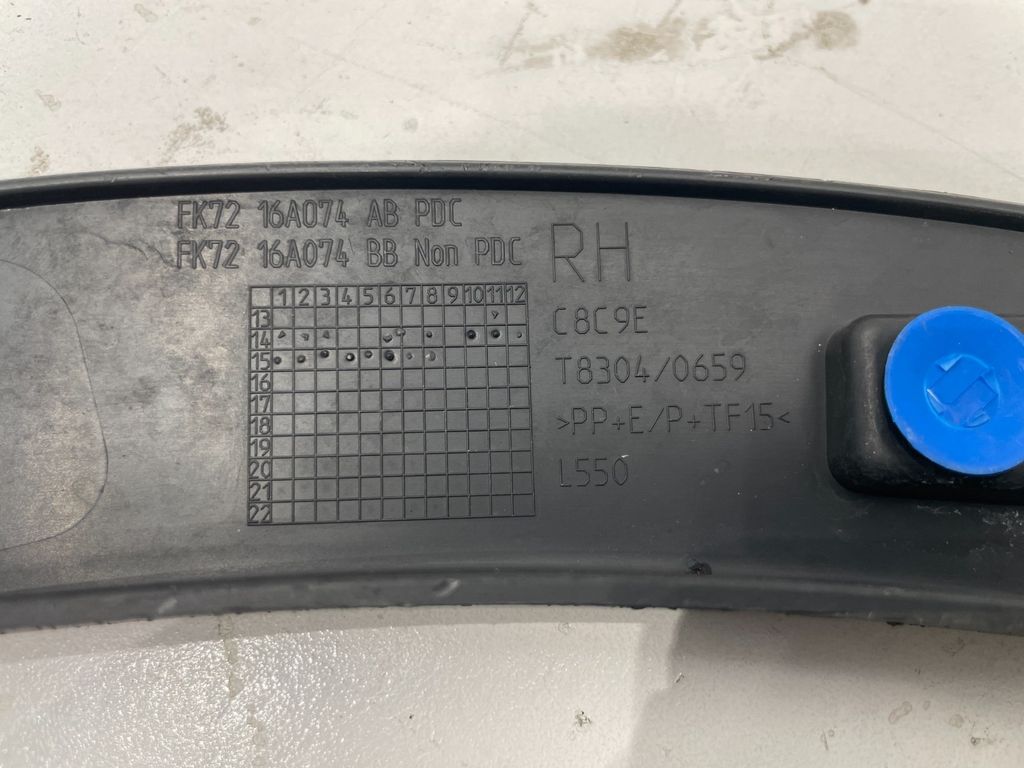 FK72 16A074 AB PDC
FK72 16A074 BB Non PDC
RH
1 2 3 4 5 6 7 8 9 10 11 12
13
14
15
16
17
18
19
20
21
22
C8C9E
T8304/0659
>PP+E/P+TF15<
L550